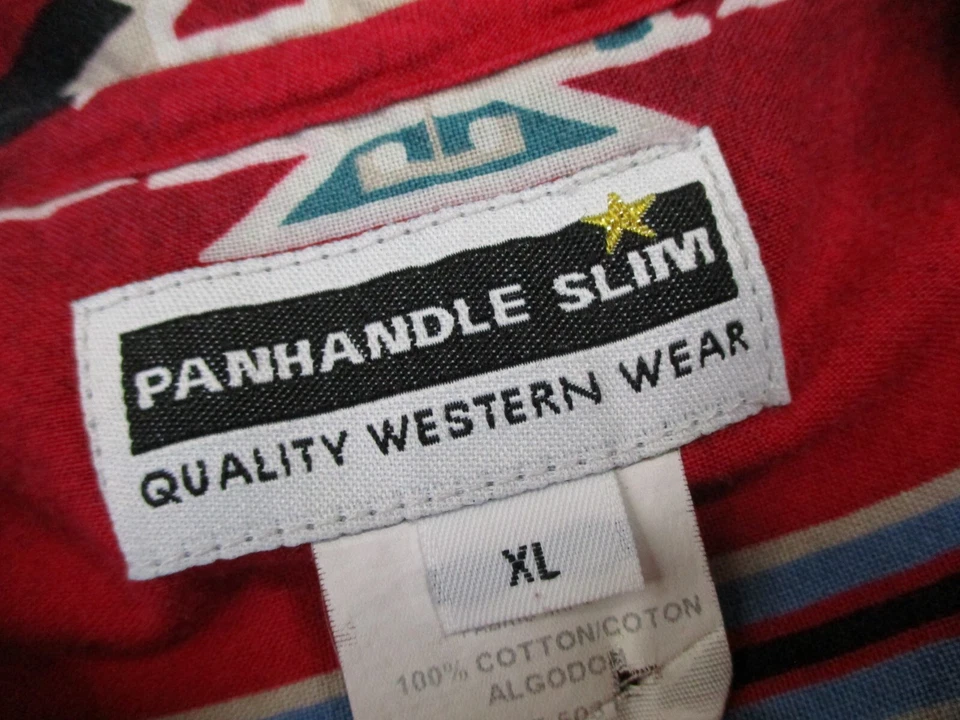 PANHANDLE SLIM
QUALITY WESTERN WEAR
XL
100% COTTON/COTON
ALGODON